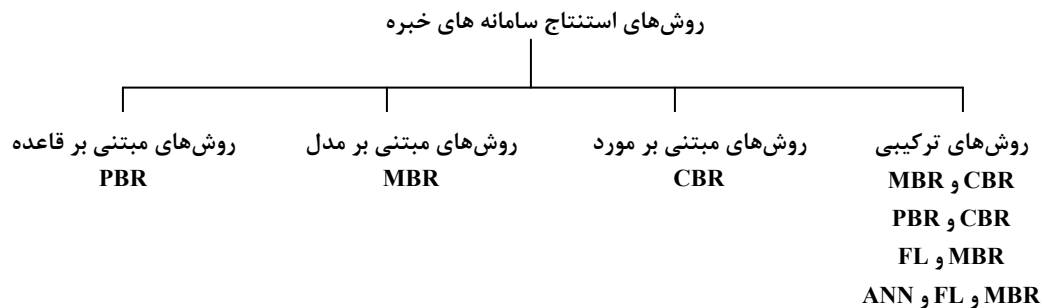 روش‌های استنتاج سامانه های خبره
روش‌های ترکیبی
CBR و MBR
CBR و PBR
MBR و FL
MBR و FL و ANN
روش‌های مبتنی بر مورد
CBR
روش‌های مبتنی بر مدل
MBR
روش‌های مبتنی بر قاعده
PBR